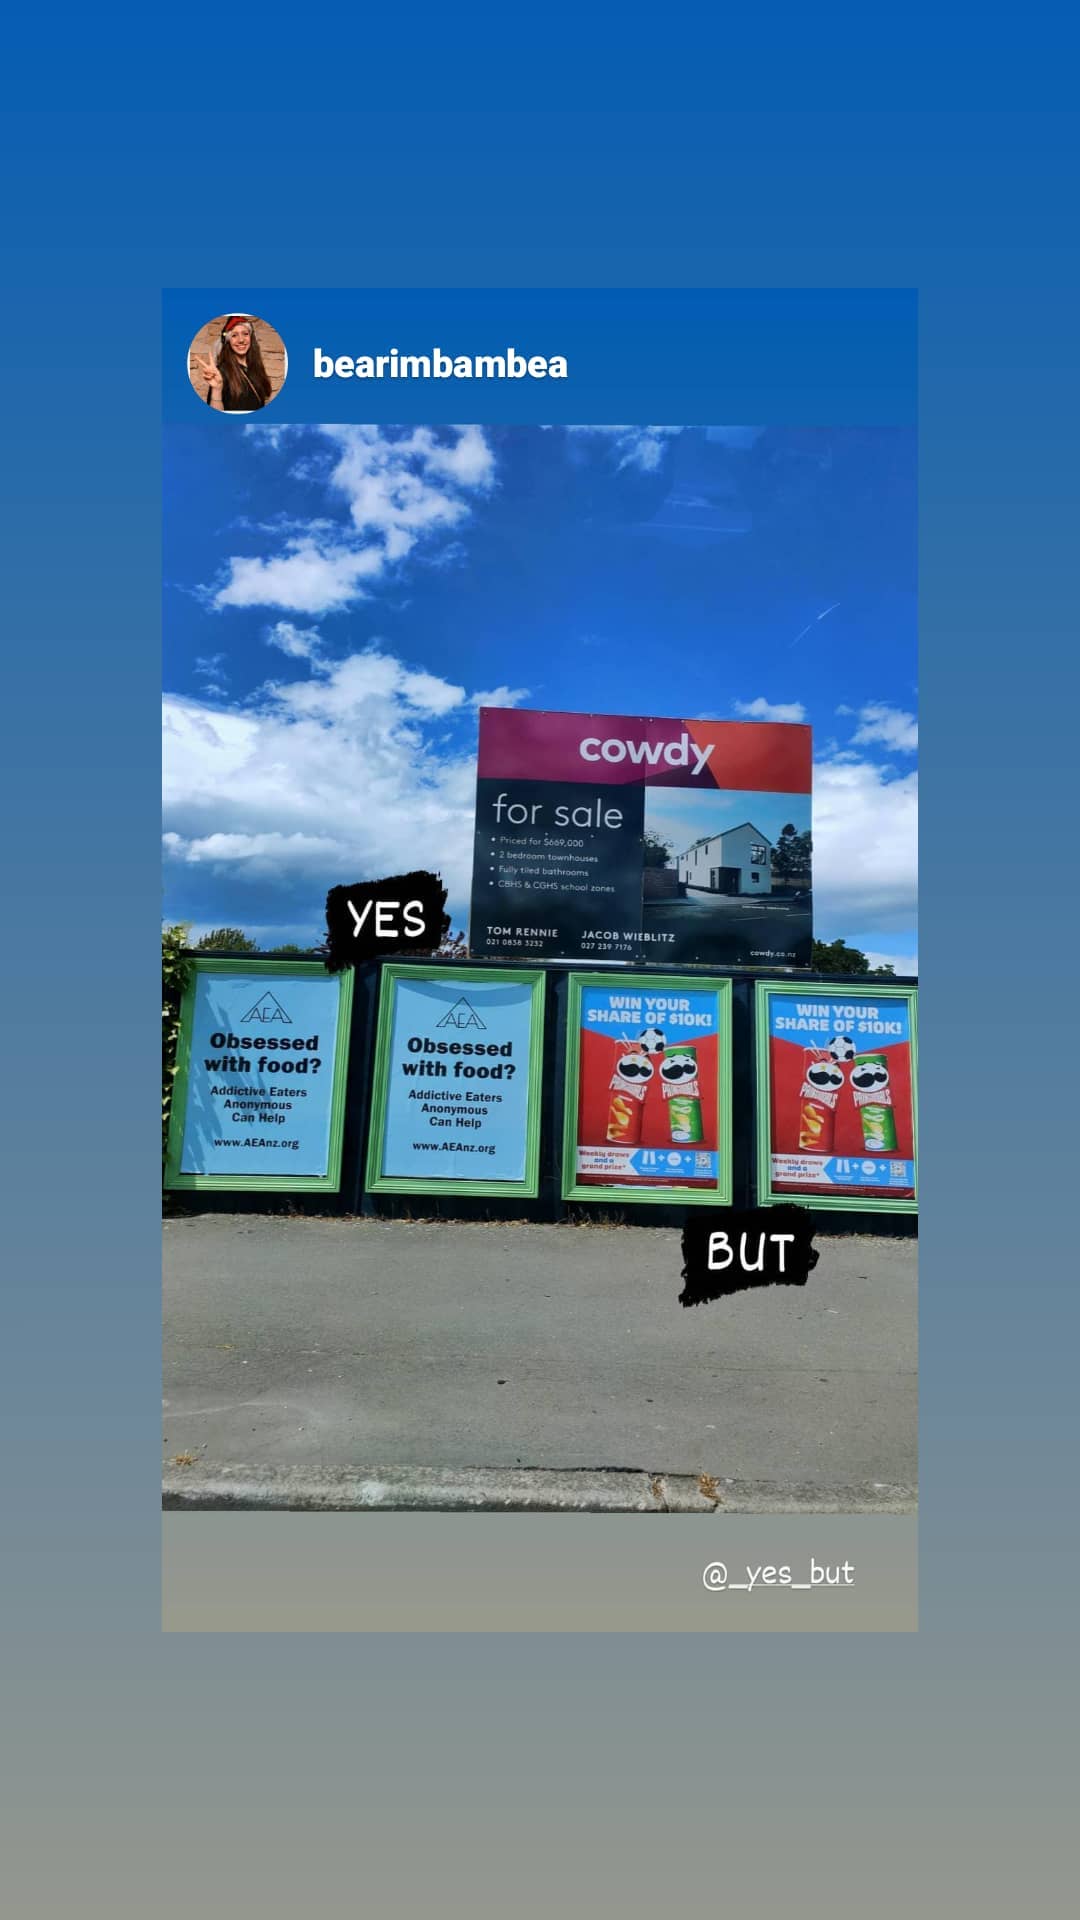 bearimbambea
cowdy
for sale
• Priced for $669,000
• 2 bedroom townhouses
• Fully tiled bathrooms
• CBHS & CGHS school zones
TOM RENNIE
021 0838 3232
JACOB WIEBLITZ
027 239 7176
cowdy.co.nz
YES
AEA
Obsessed
with food?
Addictive Eaters
Anonymous
Can Help
www.AEAnz.org
AEA
Obsessed
with food?
Addictive Eaters
Anonymous
Can Help
www.AEAnz.org
WIN YOUR
SHARE OF $10K!
Weekly draws
and a
grand prize*
WIN YOUR
SHARE OF $10K!
Weekly draws
and a
grand prize*
BUT
@_yes_but